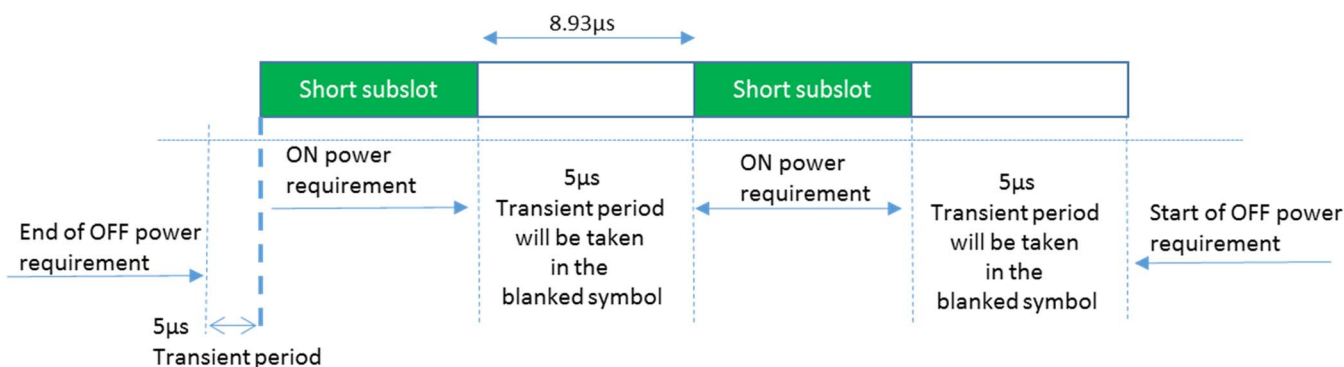 8.93µs
Short subslot
Short subslot
ON power
requirement
5µs
Transient period
will be taken
in the
blanked symbol
ON power
requirement
5µs
Transient period
will be taken
in the
blanked symbol
End of OFF power
requirement
Start of OFF power
requirement
5µs
Transient period